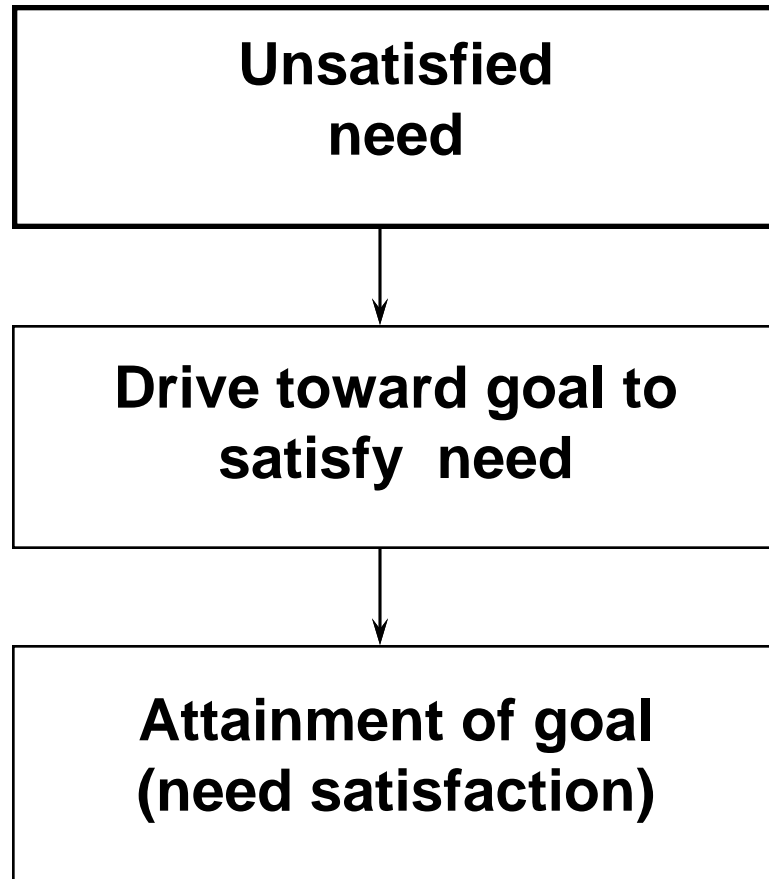 Unsatisfied
need
Drive toward goal to
satisfy need
Attainment of goal
(need satisfaction)